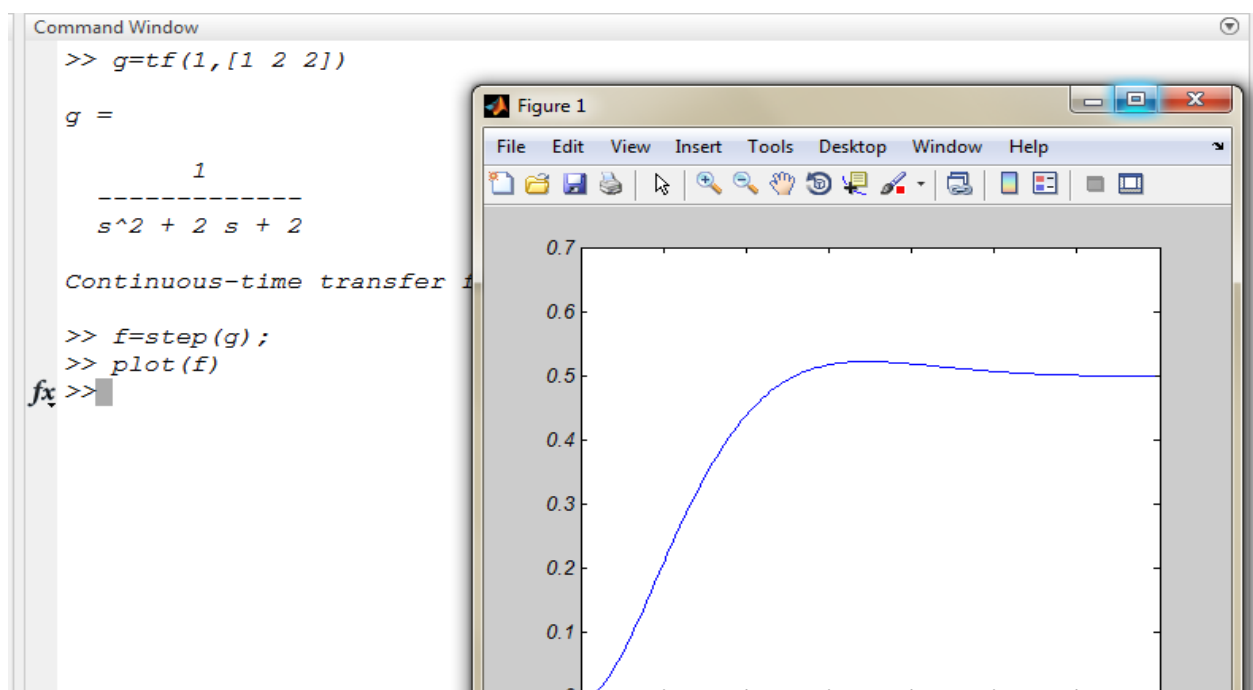 Command Window
>> g=tf(1,[1 2 2])
g =
1
-------------
s^2 + 2 s + 2
Continuous-time transfer
>> f=step(g);
>> plot(f)
fx >>
Figure 1
File Edit View Insert Tools Desktop Window Help
0.7
0.6
0.5
0.4
0.3
0.2
0.1